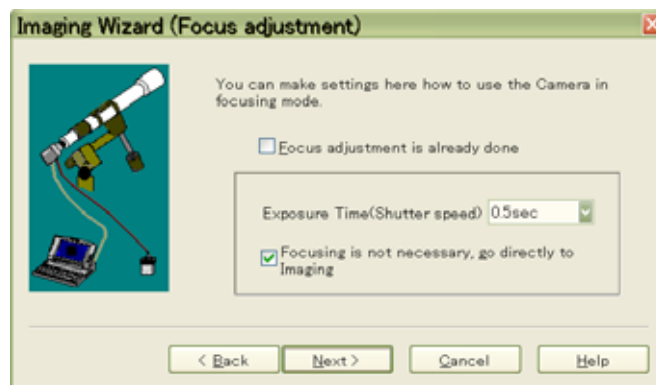 Imaging Wizard (Focus adjustment)
You can make settings here how to use the Camera in
focusing mode.
Focus adjustment is already done
Exposure Time(Shutter speed) 0.5sec
Focusing is not necessary, go directly to
Imaging
< Back Next > Cancel Help